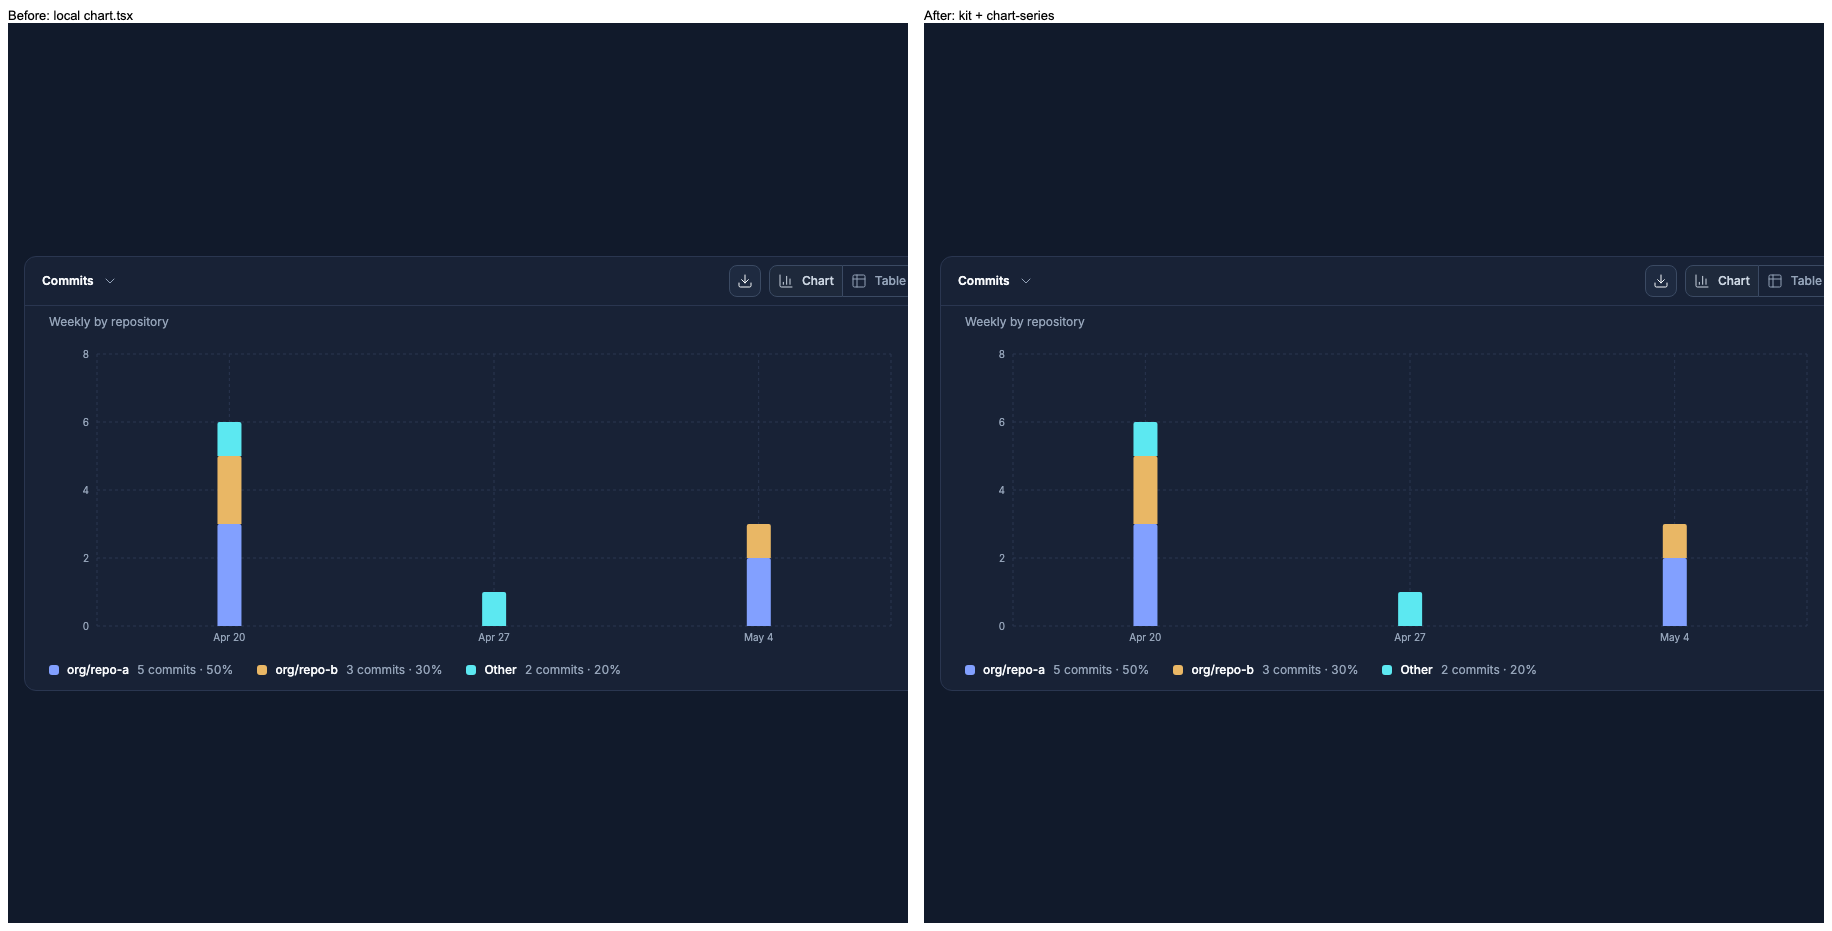 Before: local chart.tsx
Commits
Chart
Table
Weekly by repository
8
6
4
2
0
Apr 20
Apr 27
May 4
org/repo-a 5 commits · 50%
org/repo-b 3 commits · 30%
Other 2 commits · 20%
After: kit + chart-series
Commits
Chart
Table
Weekly by repository
8
6
4
2
0
Apr 20
Apr 27
May 4
org/repo-a 5 commits · 50%
org/repo-b 3 commits · 30%
Other 2 commits · 20%